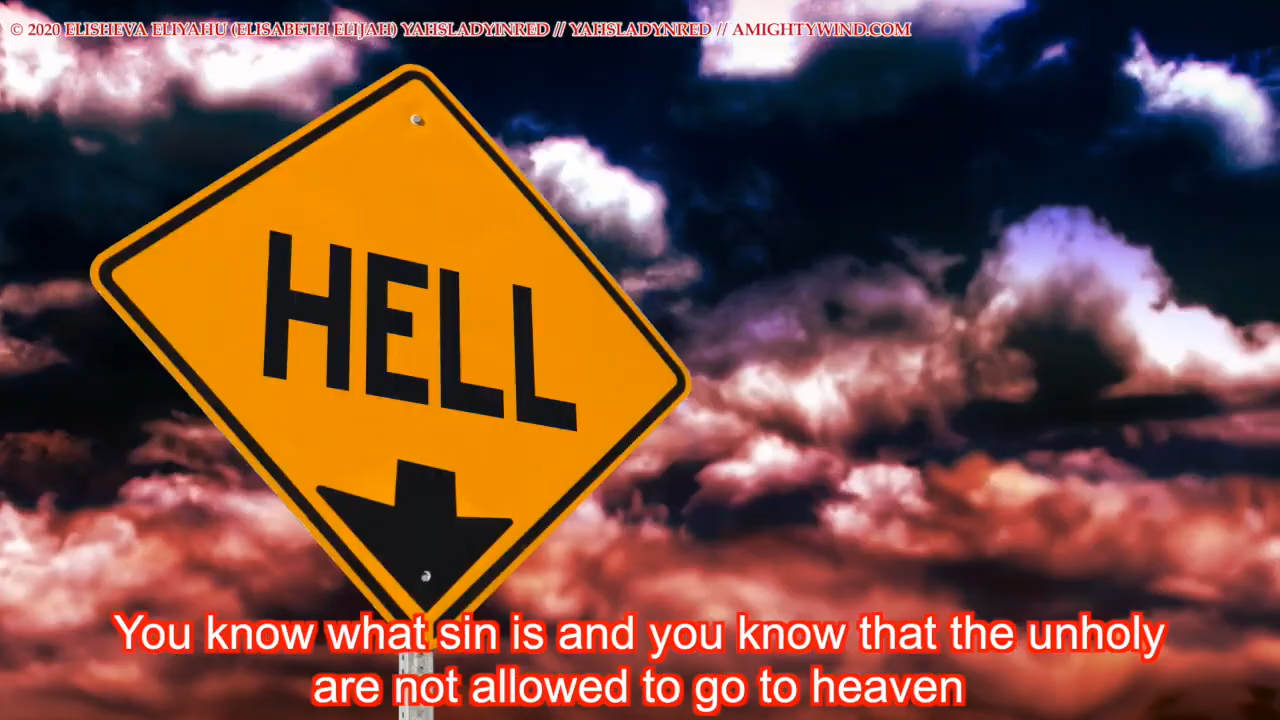 © 2020 ELISHEVA ELIYAHU (ELISABETH ELIJAH) YAHSLADYINRED // YAHSLADYNRED // AMIGHTYWIND.COM
HELL
You know what sin is and you know that the unholy
are not allowed to go to heaven